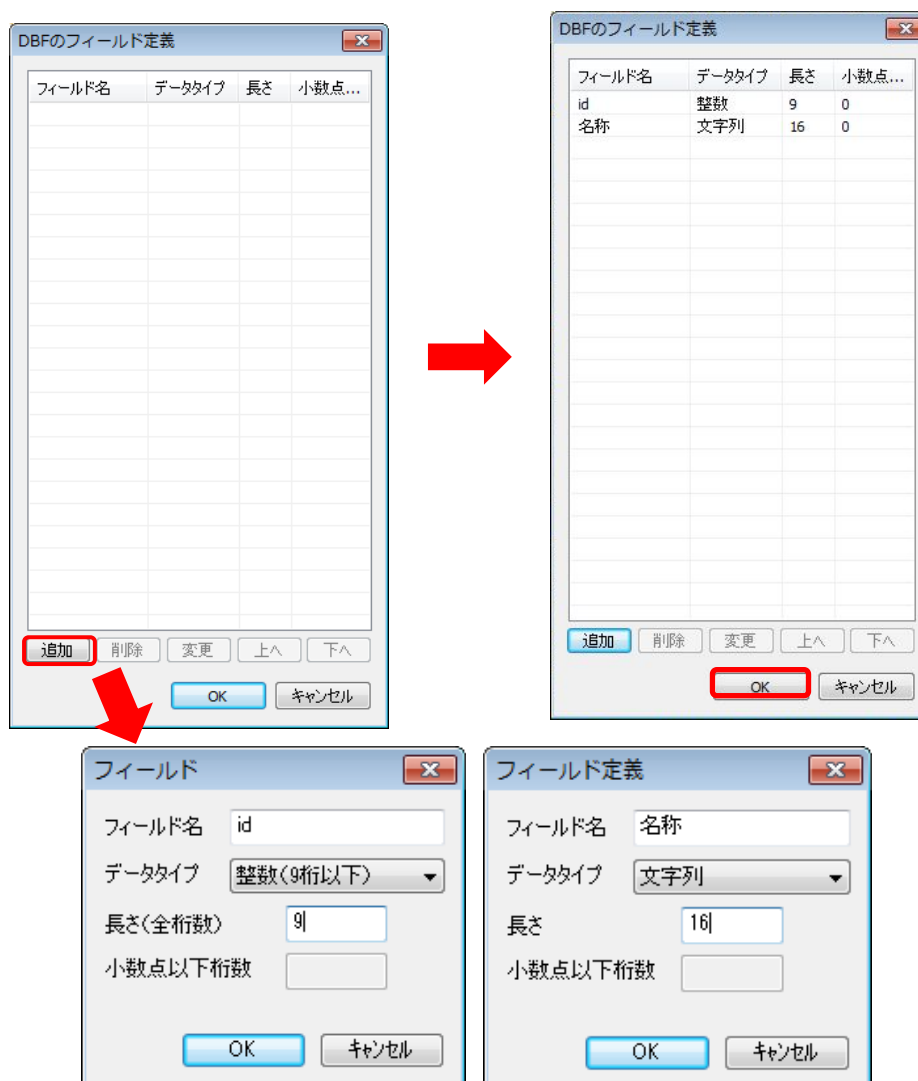 DBFのフィールド定義
フィールド名 データタイプ 長さ 小数点...
追加 削除 変更 上へ 下へ
OK キャンセル
DBFのフィールド定義
フィールド名 データタイプ 長さ 小数点...
id 整数 9 0
名称 文字列 16 0
追加 削除 変更 上へ 下へ
OK キャンセル
フィールド
フィールド名 id
データタイプ 整数(9桁以下)
長さ(全桁数) 9
小数点以下桁数
OK キャンセル
フィールド定義
フィールド名 名称
データタイプ 文字列
長さ 16
小数点以下桁数
OK キャンセル